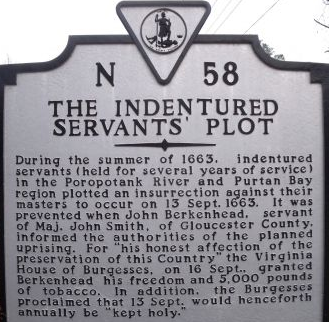 N 58
THE INDENTURED
SERVANTS' PLOT
During the summer of 1663, indentured
servants (held for several years of service)
in the Poropotank River and Purtan Bay
region plotted an insurrection against their
masters to occur on 13 Sept. 1663. It was
prevented when John Berkenhead, servant
of Maj. John Smith, of Gloucester County,
informed the authorities of the planned
uprising. For "his honest affection of the
preservation of this Country" the Virginia
House of Burgesses, on 16 Sept., granted
Berkenhead his freedom and 5,000 pounds
of tobacco. In addition, the Burgesses
proclaimed that 13 Sept. would henceforth
annually be "kept holy."